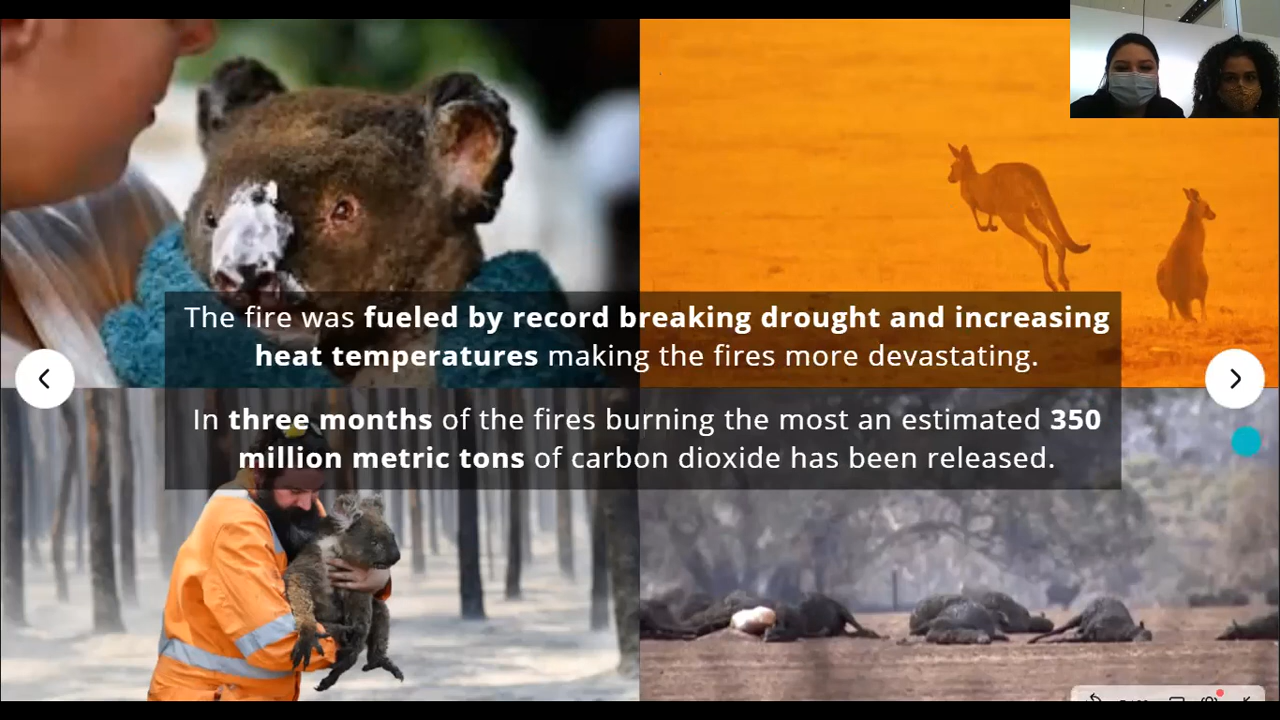 The fire was fueled by record breaking drought and increasing
heat temperatures making the fires more devastating.
In three months of the fires burning the most an estimated 350
million metric tons of carbon dioxide has been released.